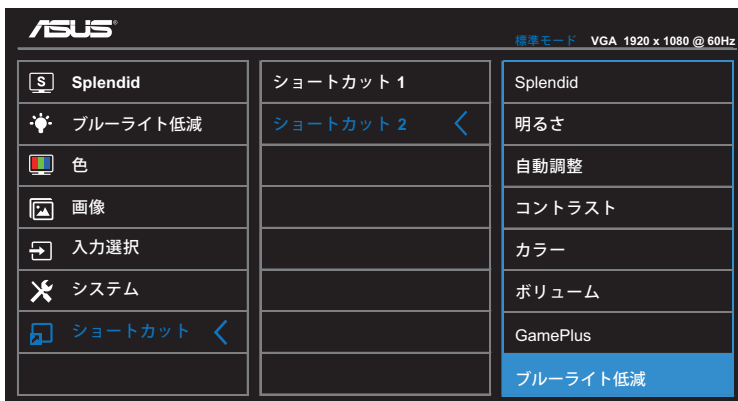 ASUS
標準モード VGA 1920 x 1080 @ 60Hz
Splendid
ブルーライト低減
色
画像
入力選択
システム
ショートカット
ショートカット 1
ショートカット 2
Splendid
明るさ
自動調整
コントラスト
カラー
ボリューム
GamePlus
ブルーライト低減